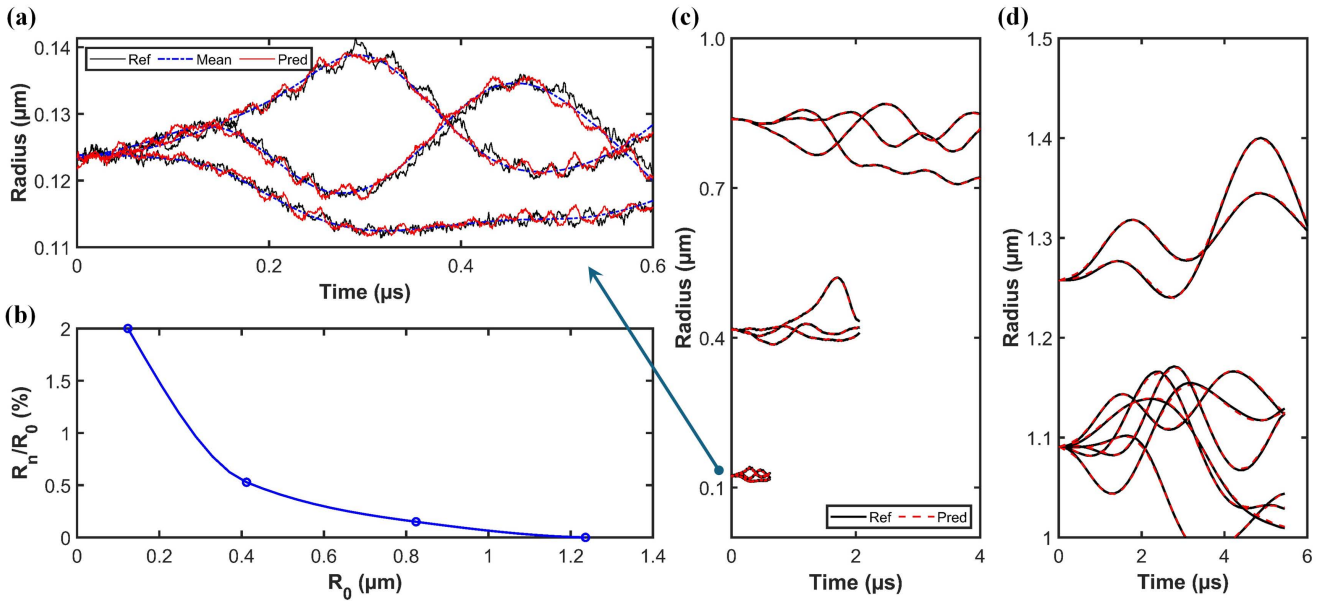 (a)
0.14
0.13
0.12
0.11
Radius (µm)
Ref Mean Pred
0 0.2 0.4 0.6
Time (µs)
(b)
2
1.5
1
0.5
0
Rn/R0 (%)
0 0.2 0.4 0.6 0.8 1 1.2 1.4
R0 (µm)
(c)
1.0
0.7
0.4
0.1
Radius (µm)
Ref Pred
0 2 4
Time (µs)
(d)
1.5
1.4
1.3
1.2
1.1
1
Radius (µm)
0 2 4 6
Time (µs)